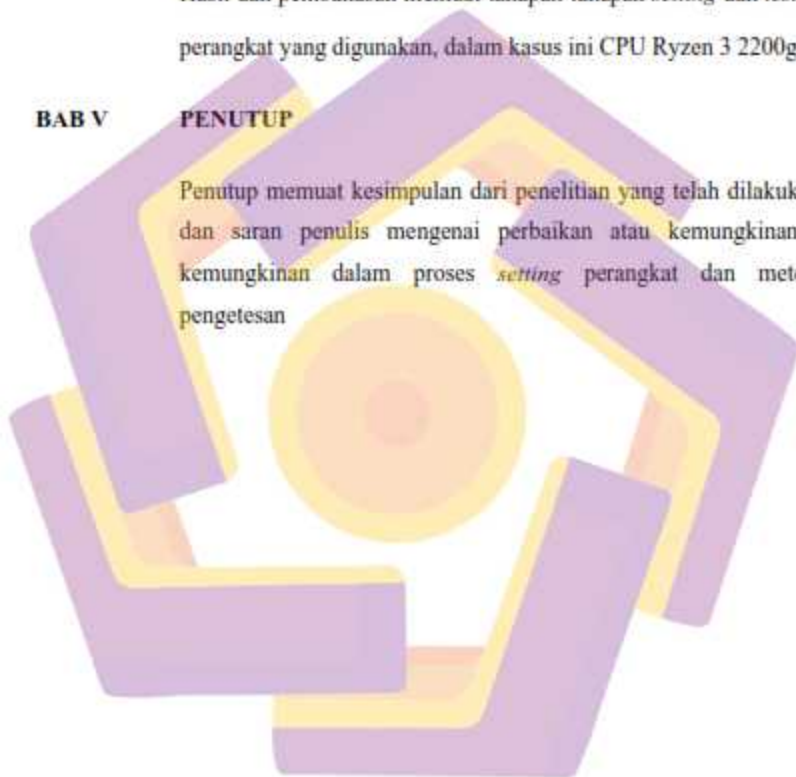 perangkat yang digunakan, dalam kasus ini CPU Ryzen 3 2200g
BAB V PENUTUP
Penutup memuat kesimpulan dari penelitian yang telah dilakuk
dan saran penulis mengenai perbaikan atau kemungkinan
kemungkinan dalam proses setting perangkat dan met
pengetesan